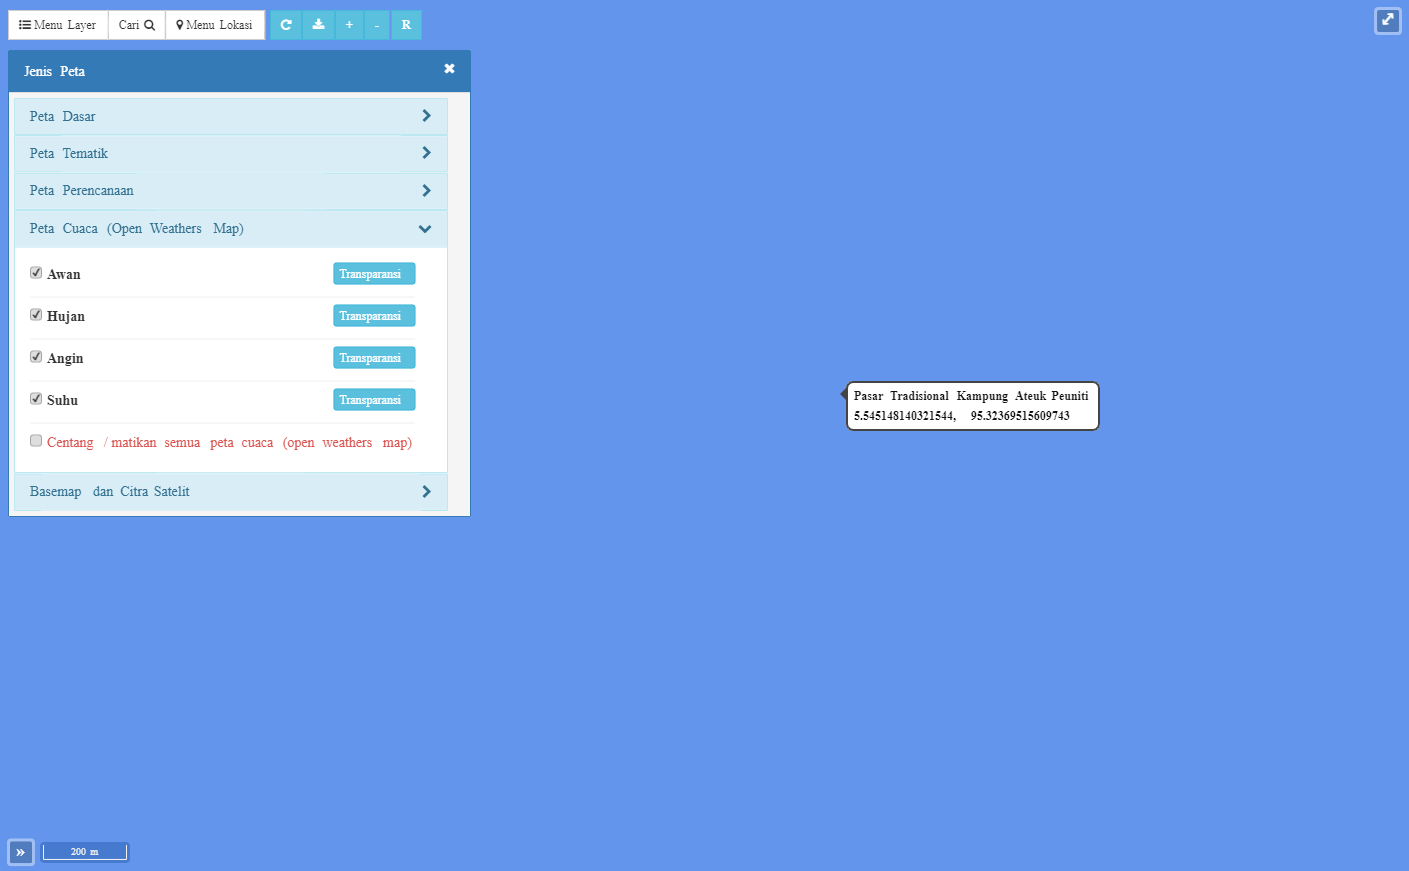 Menu Layer Cari Menu Lokasi + - R
Jenis Peta
Peta Dasar
Peta Tematik
Peta Perencanaan
Peta Cuaca (Open Weathers Map)
Awan Transparansi
Hujan Transparansi
Angin Transparansi
Suhu Transparansi
Centang / matikan semua peta cuaca (open weathers map)
Basemap dan Citra Satelit
Pasar Tradisional Kampung Ateuk Peuniti
5.545148140321544, 95.32369515609743
» 200 m